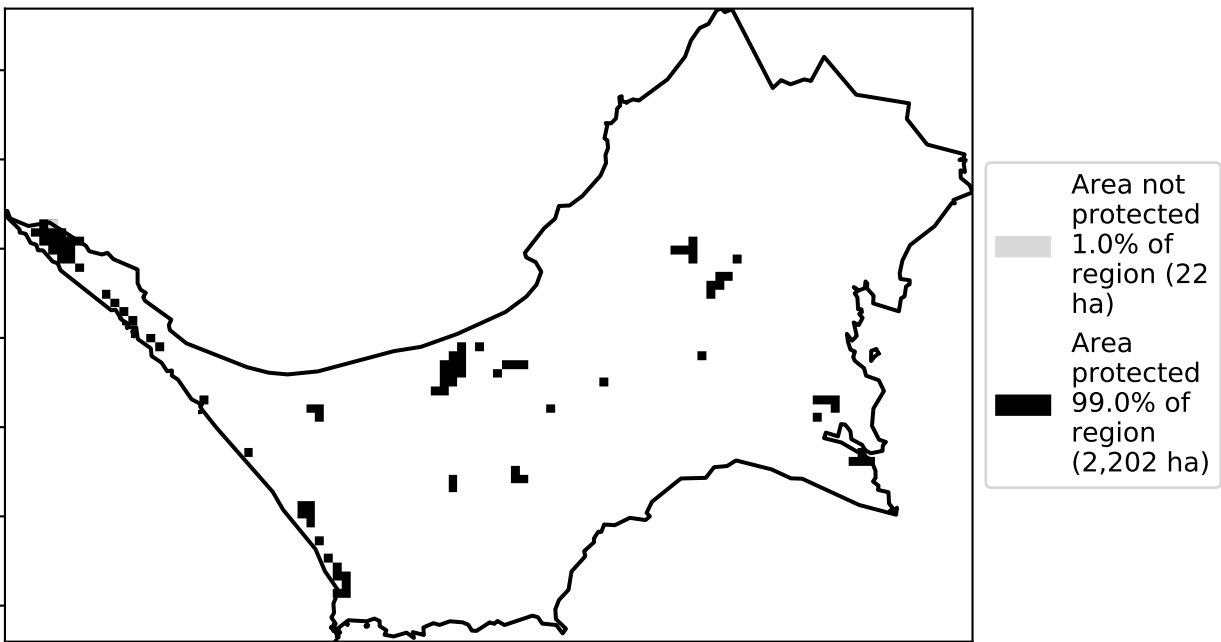 Area not
protected
1.0% of
region (22
ha)
Area
protected
99.0% of
region
(2,202 ha)